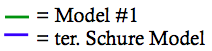 = Model #1
= ter. Schure Model